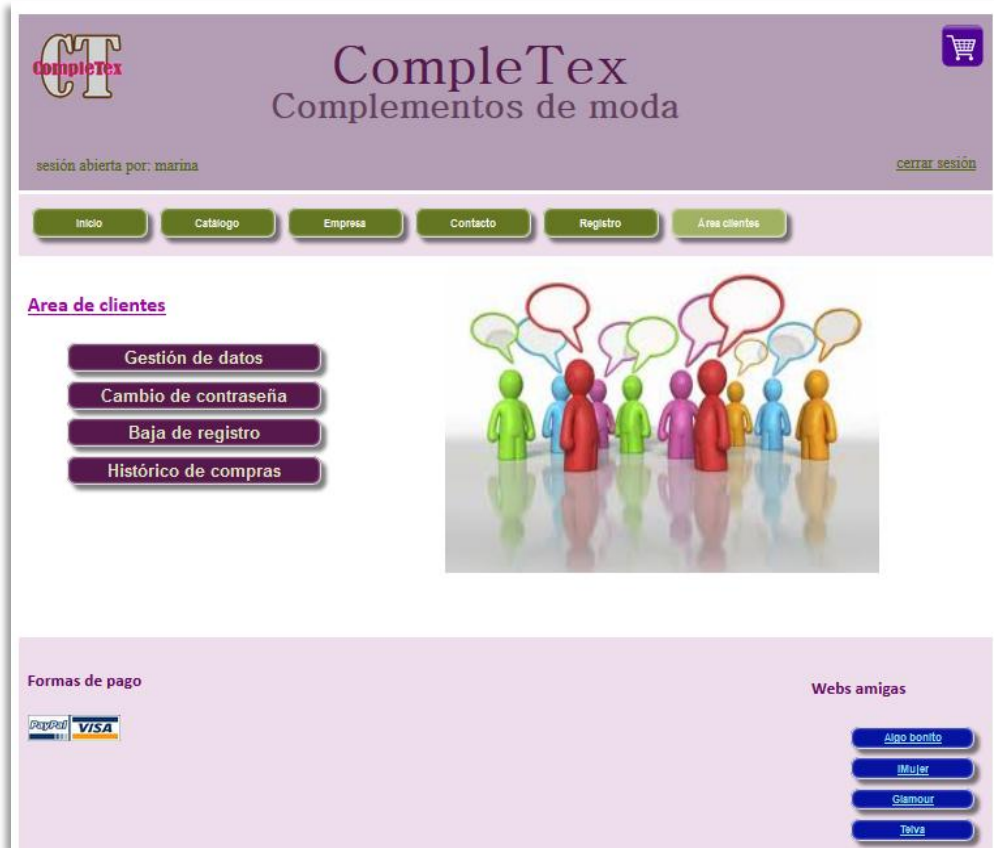 CT
CompleTex
CompleTex
Complementos de moda
sesión abierta por: marina
cerrar sesión
Inicio
Catálogo
Empresa
Contacto
Registro
Área clientes
Area de clientes
Gestión de datos
Cambio de contraseña
Baja de registro
Histórico de compras
Formas de pago
PayPal
VISA
Webs amigas
Algo bonito
iMujer
Glamour
Telva